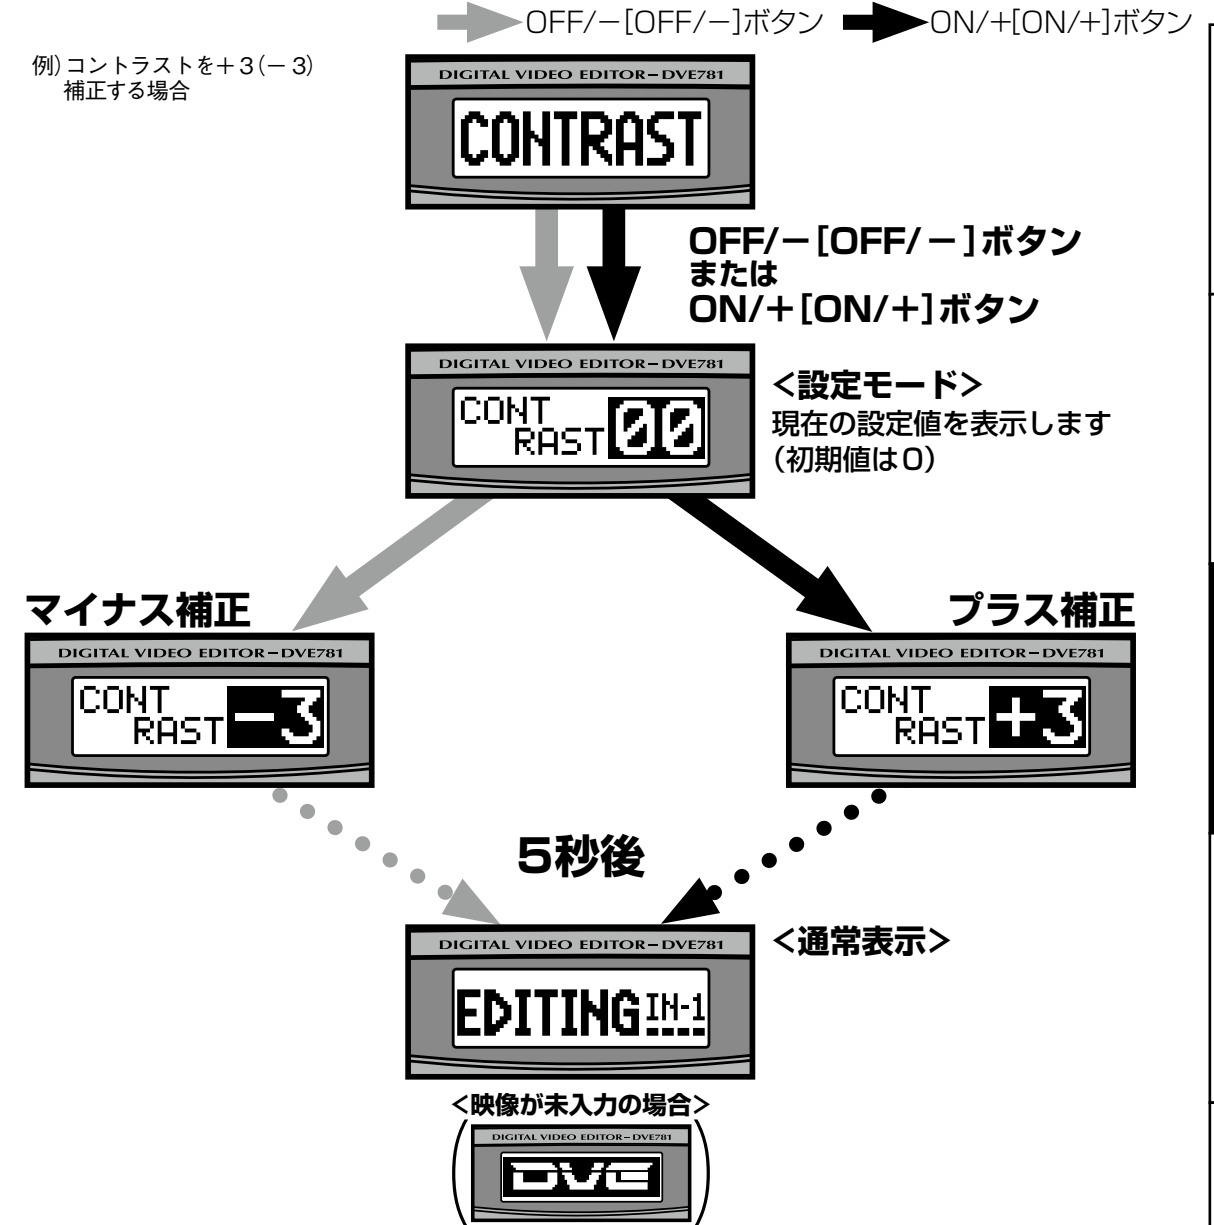 OFF/－[OFF/－]ボタン
ON/＋[ON/＋]ボタン
例）コントラストを＋3（－3）
補正する場合
DIGITAL VIDEO EDITOR－DVE781
CONTRAST
OFF/－[OFF/－]ボタン
または
ON/＋[ON/＋]ボタン
DIGITAL VIDEO EDITOR－DVE781
CONT
RAST 00
<設定モード>
現在の設定値を表示します
（初期値は0）
マイナス補正
DIGITAL VIDEO EDITOR－DVE781
CONT
RAST －3
プラス補正
DIGITAL VIDEO EDITOR－DVE781
CONT
RAST ＋3
5秒後
DIGITAL VIDEO EDITOR－DVE781
EDITING IN-1
<通常表示>
<映像が未入力の場合>
DIGITAL VIDEO EDITOR－DVE781
DVE